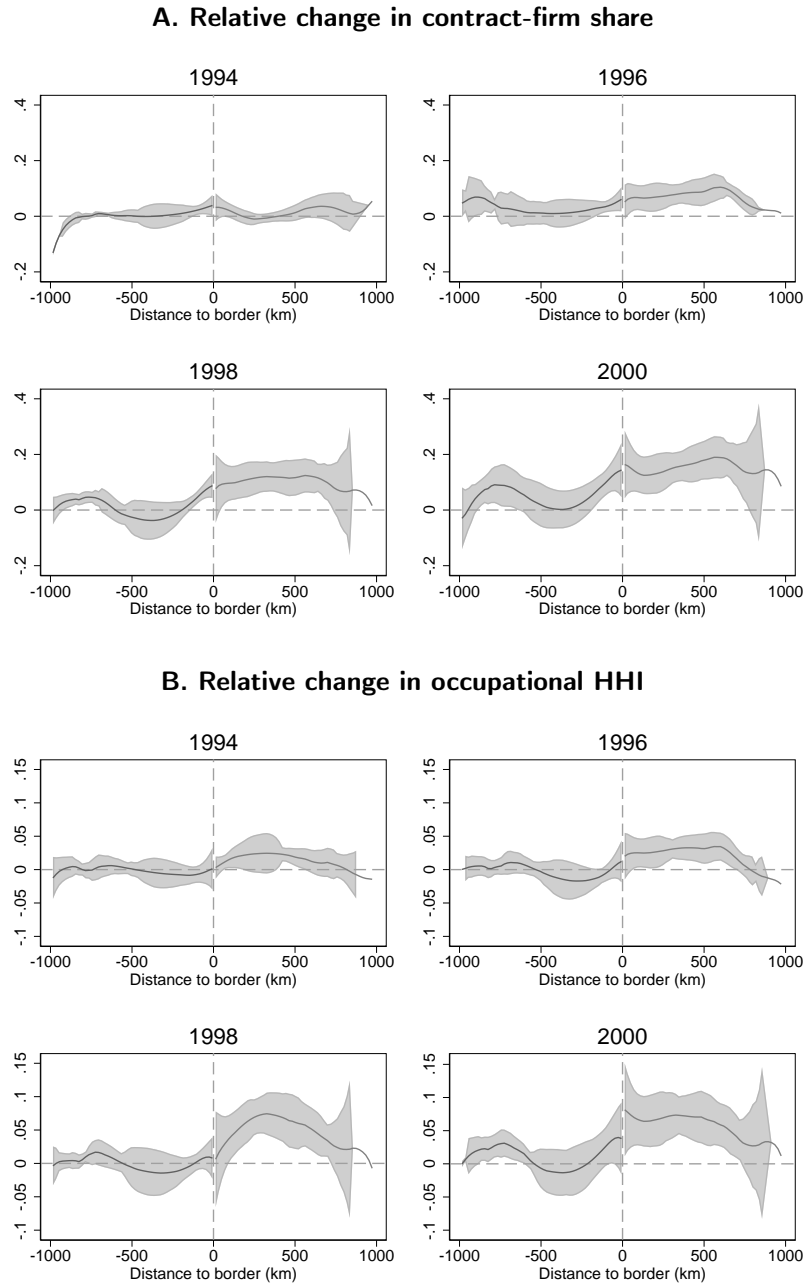 A. Relative change in contract-firm share
1994
1996
.4
.2
0
-.2
-1000 -500 0 500 1000
Distance to border (km)
.4
.2
0
-.2
-1000 -500 0 500 1000
Distance to border (km)
1998
2000
.4
.2
0
-.2
-1000 -500 0 500 1000
Distance to border (km)
.4
.2
0
-.2
-1000 -500 0 500 1000
Distance to border (km)
B. Relative change in occupational HHI
1994
1996
.15
.1
.05
0
-.05
-.1
-1000 -500 0 500 1000
Distance to border (km)
.15
.1
.05
0
-.05
-.1
-1000 -500 0 500 1000
Distance to border (km)
1998
2000
.15
.1
.05
0
-.05
-.1
-1000 -500 0 500 1000
Distance to border (km)
.15
.1
.05
0
-.05
-.1
-1000 -500 0 500 1000
Distance to border (km)